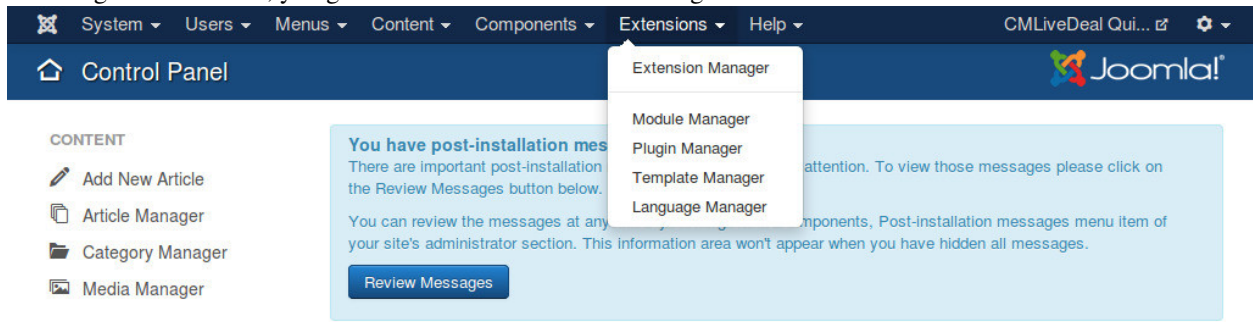 System Users Menus Content Components Extensions Help CMLiveDeal Qui...
Control Panel Joomla!
Extension Manager
Module Manager
Plugin Manager
Template Manager
Language Manager
CONTENT
Add New Article
Article Manager
Category Manager
Media Manager
You have post-installation mes
There are important post-installation attention. To view those messages please click on
the Review Messages button below.
You can review the messages at any mponents, Post-installation messages menu item of
your site's administrator section. This information area won't appear when you have hidden all messages.
Review Messages